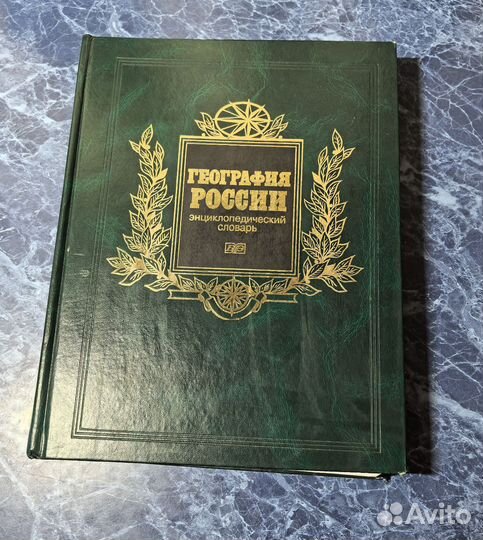 ГЕОГРАФИЯ
РОССИИ
энциклопедический
словарь
Avito